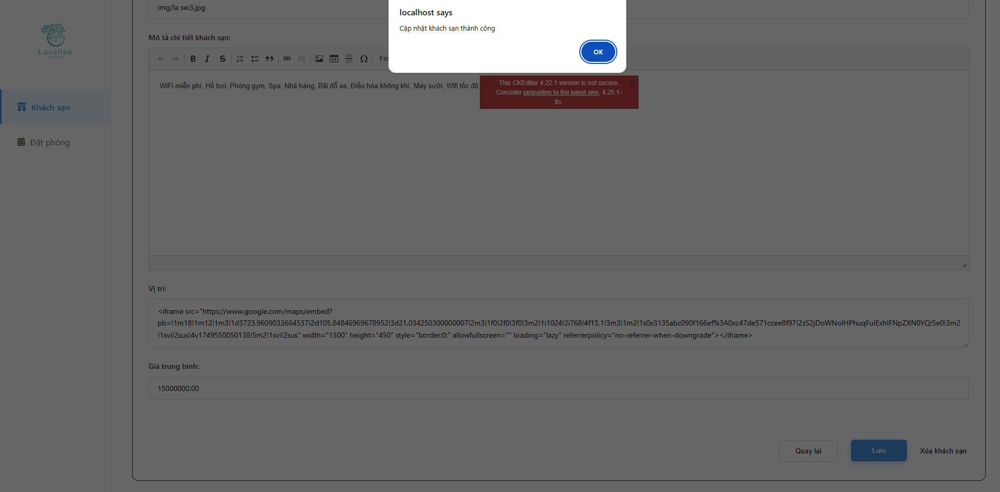 localhost says
Cập nhật khách sạn thành công
OK
img/la sei3.jpg
Lavallee
Mô tả chi tiết khách sạn:
B I S
WiFi miễn phí, Hồ bơi, Phòng gym, Spa, Nhà hàng, Bãi đỗ xe, Điều hòa không khí, Máy sưởi, Wifi tốc độ
This CKEditor 4.22.1 version is not secure.
Consider upgrading to the latest one, 4.25.1-
lts.
Khách sạn
Đặt phòng
Vị trí:
<iframe src="https://www.google.com/maps/embed?
pb=!1m18!1m12!1m3!1d3723.9609033664537!2d105.84846969678952!3d21.034250300000007!2m3!1f0!2f0!3f0!3m2!1i1024!2i768!4f13.1!3m3!1m2!1s0x3135abc090f166ef%3A0xc47de571ccee8f97!2zS2jDoWNoIHPhuqFuIExhIFNpZXN0YQ!5e0!3m2
!1svi!2sus!4v1749550050138!5m2!1svi!2sus" width="1300" height="450" style="border:0;" allowfullscreen="" loading="lazy" referrerpolicy="no-referrer-when-downgrade"></iframe>
Giá trung bình:
15000000.00
Quay lại
Lưu
Xóa khách sạn